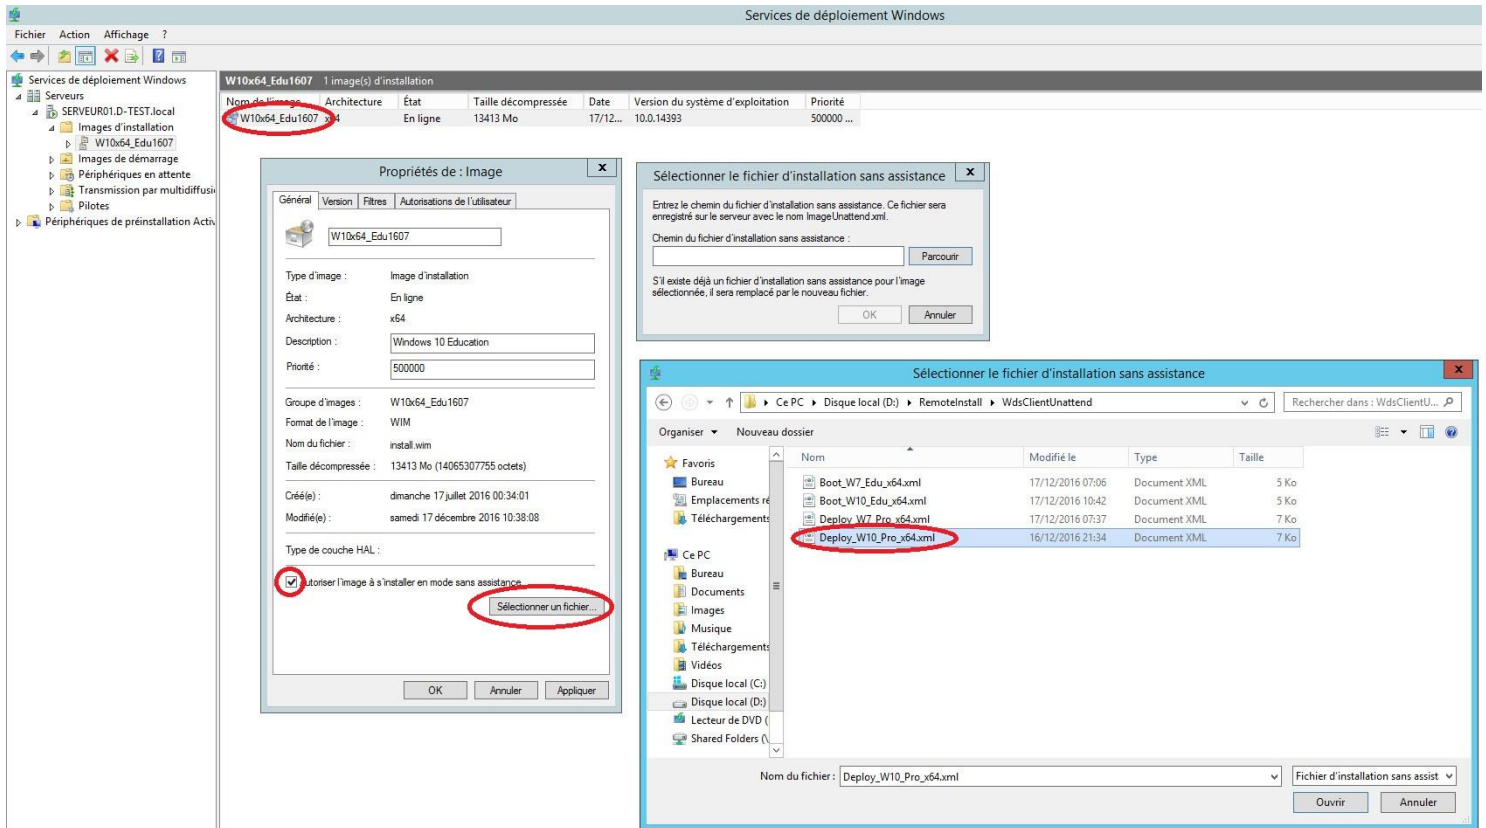 Services de déploiement Windows
Fichier Action Affichage ?
Services de déploiement Windows
Serveurs
SERVEUR01.D-TEST.local
Images d'installation
W10x64_Edu1607
Images de démarrage
Périphériques en attente
Transmission par multidiffusi
Pilotes
Périphériques de préinstallation Activ
W10x64_Edu1607 1 image(s) d'installation
Nom de l'image Architecture État Taille décompressée Date Version du système d'exploitation Priorité
W10x64_Edu1607 x64 En ligne 13413 Mo 17/12... 10.0.14393 500000 ...
Propriétés de : Image
x
Général Version Filtres Autorisations de l'utilisateur
W10x64_Edu1607
Type d'image : Image d'installation
État : En ligne
Architecture : x64
Description : Windows 10 Education
Priorité : 500000
Groupe d'images : W10x64_Edu1607
Format de l'image : WIM
Nom du fichier : install.wim
Taille décompressée : 13413 Mo (14065307755 octets)
Créé(e) : dimanche 17 juillet 2016 00:34:01
Modifié(e) : samedi 17 décembre 2016 10:38:08
Type de couche HAL :
Autoriser l'image à s'installer en mode sans assistance
Sélectionner un fichier...
OK Annuler Appliquer
Sélectionner le fichier d'installation sans assistance
x
Entrez le chemin du fichier d'installation sans assistance. Ce fichier sera
enregistré sur le serveur avec le nom ImageUnattend.xml.
Chemin du fichier d'installation sans assistance :
Parcourir
S'il existe déjà un fichier d'installation sans assistance pour l'image
sélectionnée, il sera remplacé par le nouveau fichier.
OK Annuler
Sélectionner le fichier d'installation sans assistance
x
Ce PC Disque local (D:) RemoteInstall WdsClientUnattend
Rechercher dans : WdsClientU...
Organiser Nouveau dossier
Favoris
Bureau
Emplacements ré
Téléchargements
Ce PC
Bureau
Documents
Images
Musique
Téléchargements
Vidéos
Disque local (C:)
Disque local (D:)
Lecteur de DVD (
Shared Folders (\
Nom Modifié le Type Taille
Boot_W7_Edu_x64.xml 17/12/2016 07:06 Document XML 5 Ko
Boot_W10_Edu_x64.xml 17/12/2016 10:42 Document XML 5 Ko
Deploy_W7_Pro_x64.xml 17/12/2016 07:37 Document XML 7 Ko
Deploy_W10_Pro_x64.xml 16/12/2016 21:34 Document XML 7 Ko
Nom du fichier : Deploy_W10_Pro_x64.xml
Fichier d'installation sans assist
Ouvrir Annuler